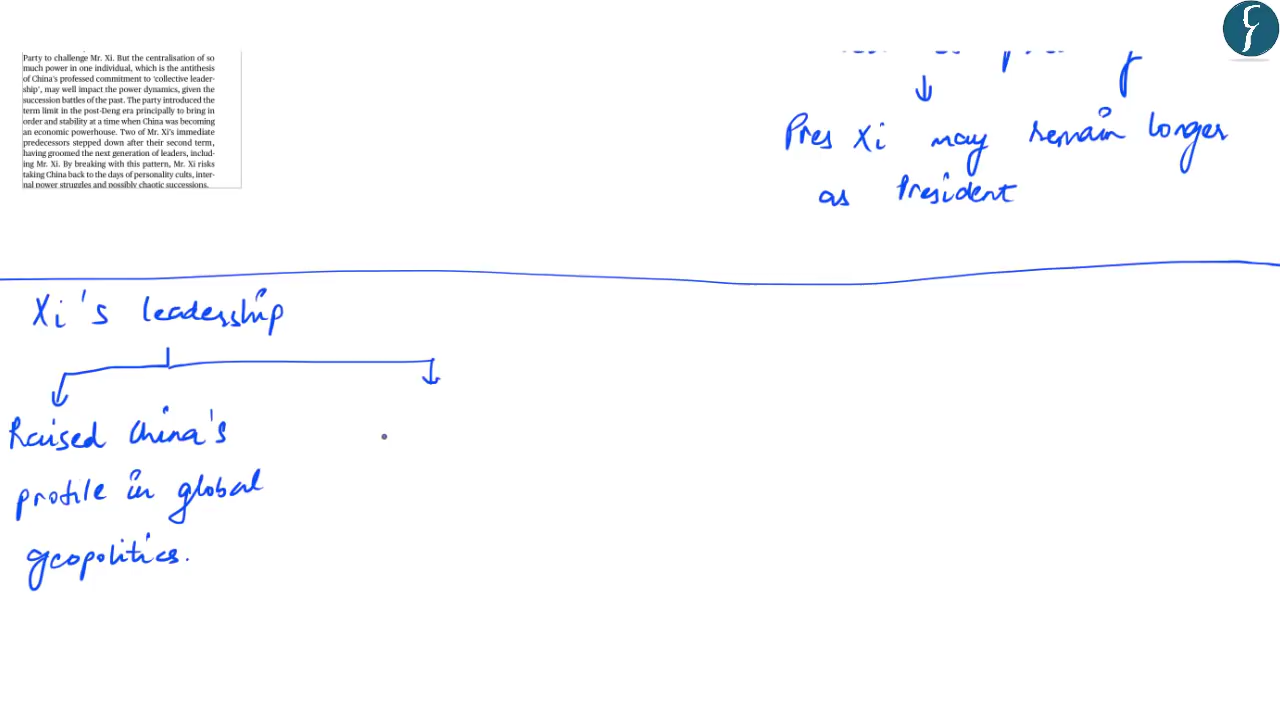 Party to challenge Mr. Xi. But the centralisation of so
much power in one individual, which is the antithesis
of China's professed commitment to 'collective leader-
ship', may well impact the power dynamics, given the
succession battles of the past. The party introduced the
term limit in the post-Deng era principally to bring in
order and stability at a time when China was becoming
an economic powerhouse. Two of Mr. Xi's immediate
predecessors stepped down after their second term,
having groomed the next generation of leaders, includ-
ing Mr. Xi. By breaking with this pattern, Mr. Xi risks
taking China back to the days of personality cults, inter-
nal power struggles and possibly chaotic successions.
Pres Xi may remain longer
as President
Xi's leadership
Raised China's
profile in global
geopolitics.